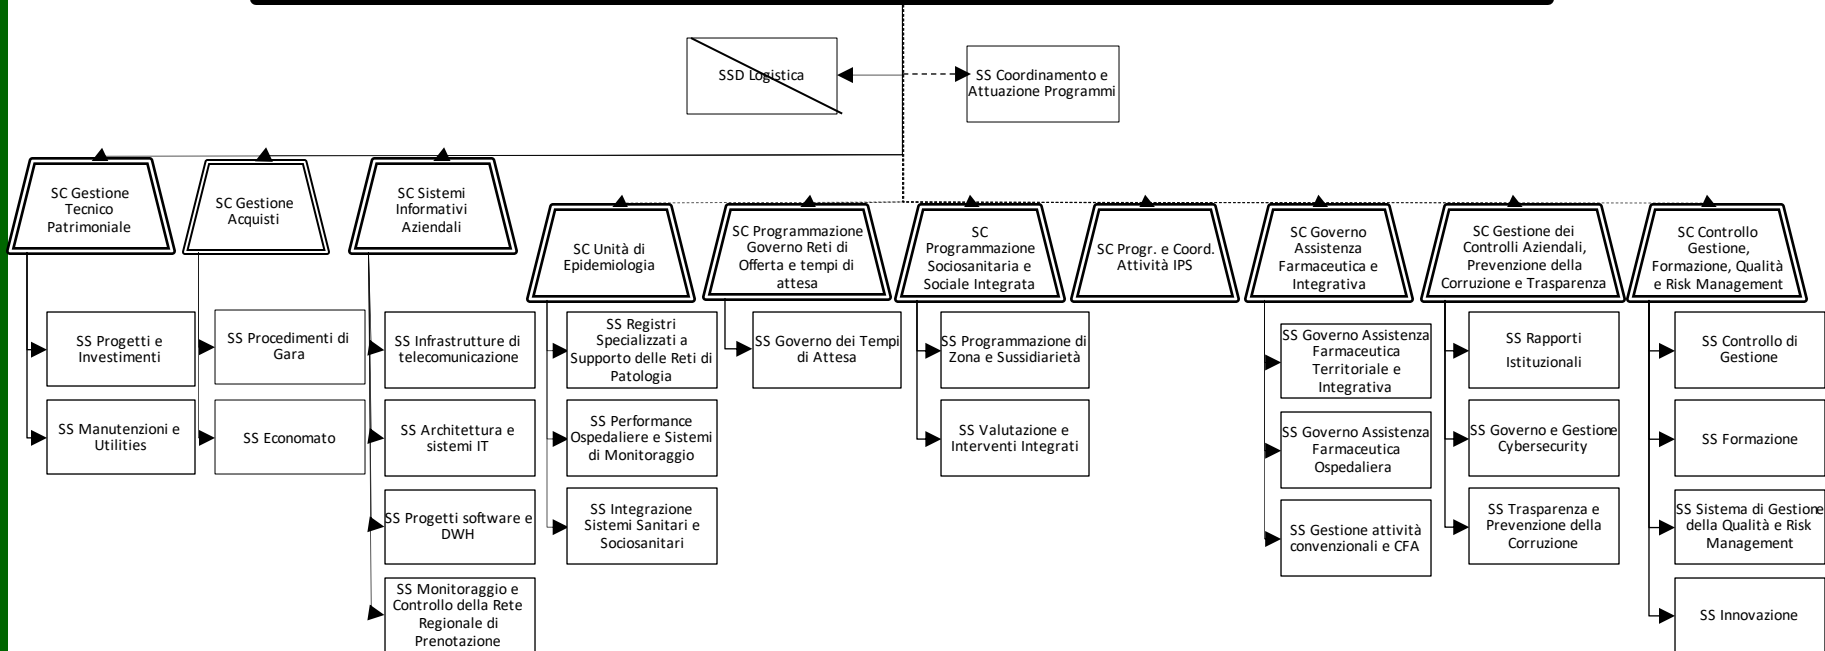 SSD Logistica
SS Coordinamento e
Attuazione Programmi
SC Gestione
Tecnico
Patrimoniale
SC Gestione
Acquisti
SC Sistemi
Informativi
Aziendali
SC Unità di
Epidemiologia
SC Programmazione
Governo Reti di
Offerta e tempi di
attesa
SC
Programmazione
Sociosanitaria e
Sociale Integrata
SC Progr. e Coord.
Attività IPS
SC Governo
Assistenza
Farmaceutica e
Integrativa
SC Gestione dei
Controlli Aziendali,
Prevenzione della
Corruzione e Trasparenza
SC Controllo
Gestione,
Formazione, Qualità
e Risk Management
SS Progetti e
Investimenti
SS Manutenzioni e
Utilities
SS Procedimenti di
Gara
SS Economato
SS Infrastrutture di
telecomunicazione
SS Architettura e
sistemi IT
SS Progetti software e
DWH
SS Monitoraggio e
Controllo della Rete
Regionale di
Prenotazione
SS Registri
Specializzati a
Supporto delle Reti di
Patologia
SS Performance
Ospedaliere e Sistemi
di Monitoraggio
SS Integrazione
Sistemi Sanitari e
Sociosanitari
SS Governo dei Tempi
di Attesa
SS Programmazione di
Zona e Sussidiarietà
SS Valutazione e
Interventi Integrati
SS Governo Assistenza
Farmaceutica
Territoriale e
Integrativa
SS Governo Assistenza
Farmaceutica
Ospedaliera
SS Gestione attività
convenzionali e CFA
SS Rapporti
Istituzionali
SS Governo e Gestione
Cybersecurity
SS Trasparenza e
Prevenzione della
Corruzione
SS Controllo di
Gestione
SS Formazione
SS Sistema di Gestione
della Qualità e Risk
Management
SS Innovazione